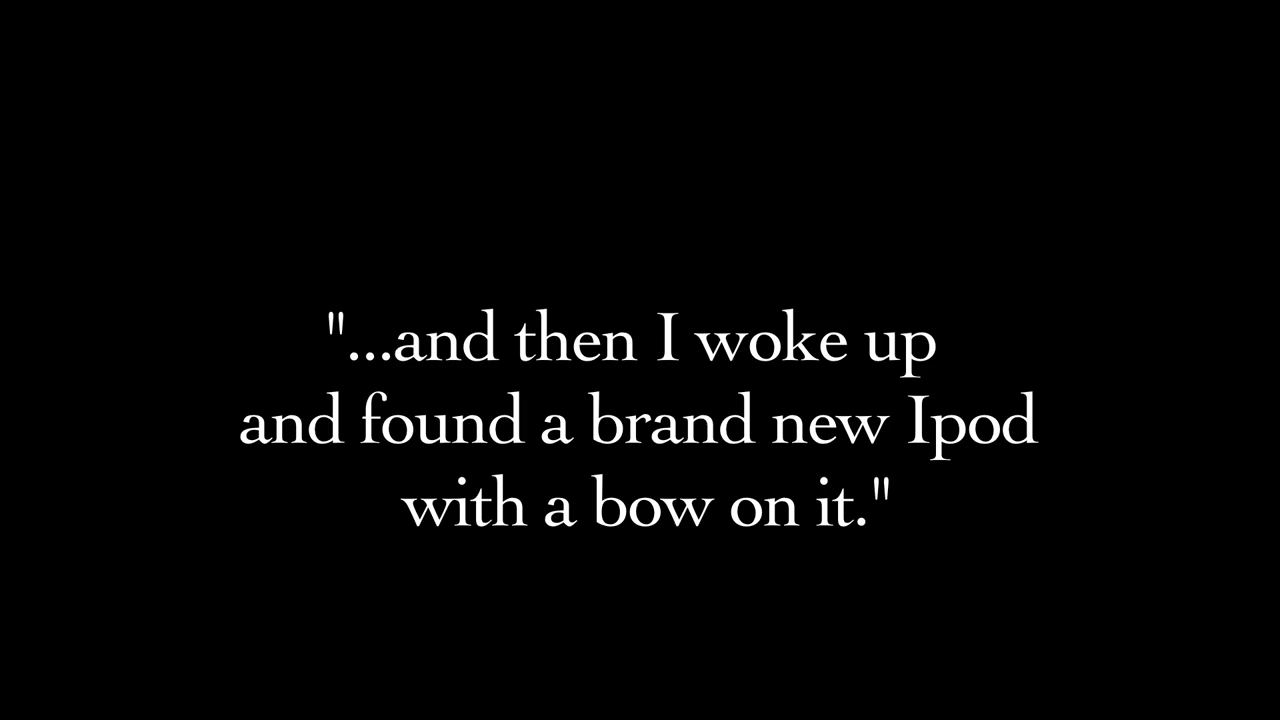 "...and then I woke up
and found a brand new Ipod
with a bow on it."